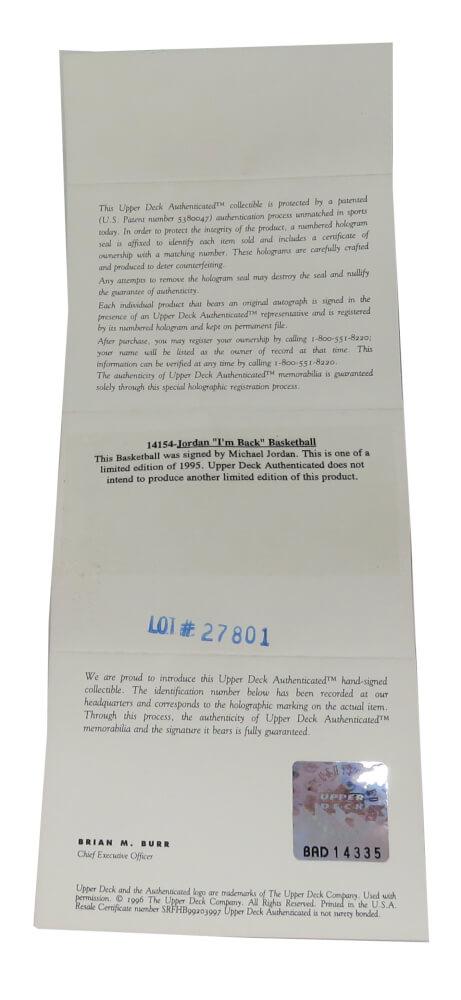 This Upper Deck Authenticated™ collectible is protected by a patented
(U.S. Patent number 5380047) authentication process unmatched in sports
today. In order to protect the integrity of the product, a numbered hologram
seal is affixed to identify each item sold and includes a certificate of
ownership with a matching number. These holograms are carefully crafted
and produced to deter counterfeiting.
Any attempts to remove the hologram seal may destroy the seal and nullify
the guarantee of authenticity.
Each individual product that bears an original autograph is signed in the
presence of an Upper Deck Authenticated™ representative and is registered
by its numbered hologram and kept on permanent file.
After purchase, you may register your ownership by calling 1-800-551-8220;
your name will be listed as the owner of record at that time. This
information can be verified at any time by calling 1-800-551-8220.
The authenticity of Upper Deck Authenticated™ memorabilia is guaranteed
solely through this special holographic registration process.
14154-Jordan "I'm Back" Basketball
This Basketball was signed by Michael Jordan. This is one of a
limited edition of 1995. Upper Deck Authenticated does not
intend to produce another limited edition of this product.
LOT # 27801
We are proud to introduce this Upper Deck Authenticated™ hand-signed
collectible. The identification number below has been recorded at our
headquarters and corresponds to the holographic marking on the actual item.
Through this process, the authenticity of Upper Deck Authenticated™
memorabilia and the signature it bears is fully guaranteed.
UPPER
DECK
BAD14335
BRIAN M. BURR
Chief Executive Officer
Upper Deck and the Authenticated logo are trademarks of The Upper Deck Company. Used with
permission. © 1996 The Upper Deck Company. All Rights Reserved. Printed in the U.S.A.
Resale Certificate number SRFHB99203997 Upper Deck Authenticated is not surety bonded.